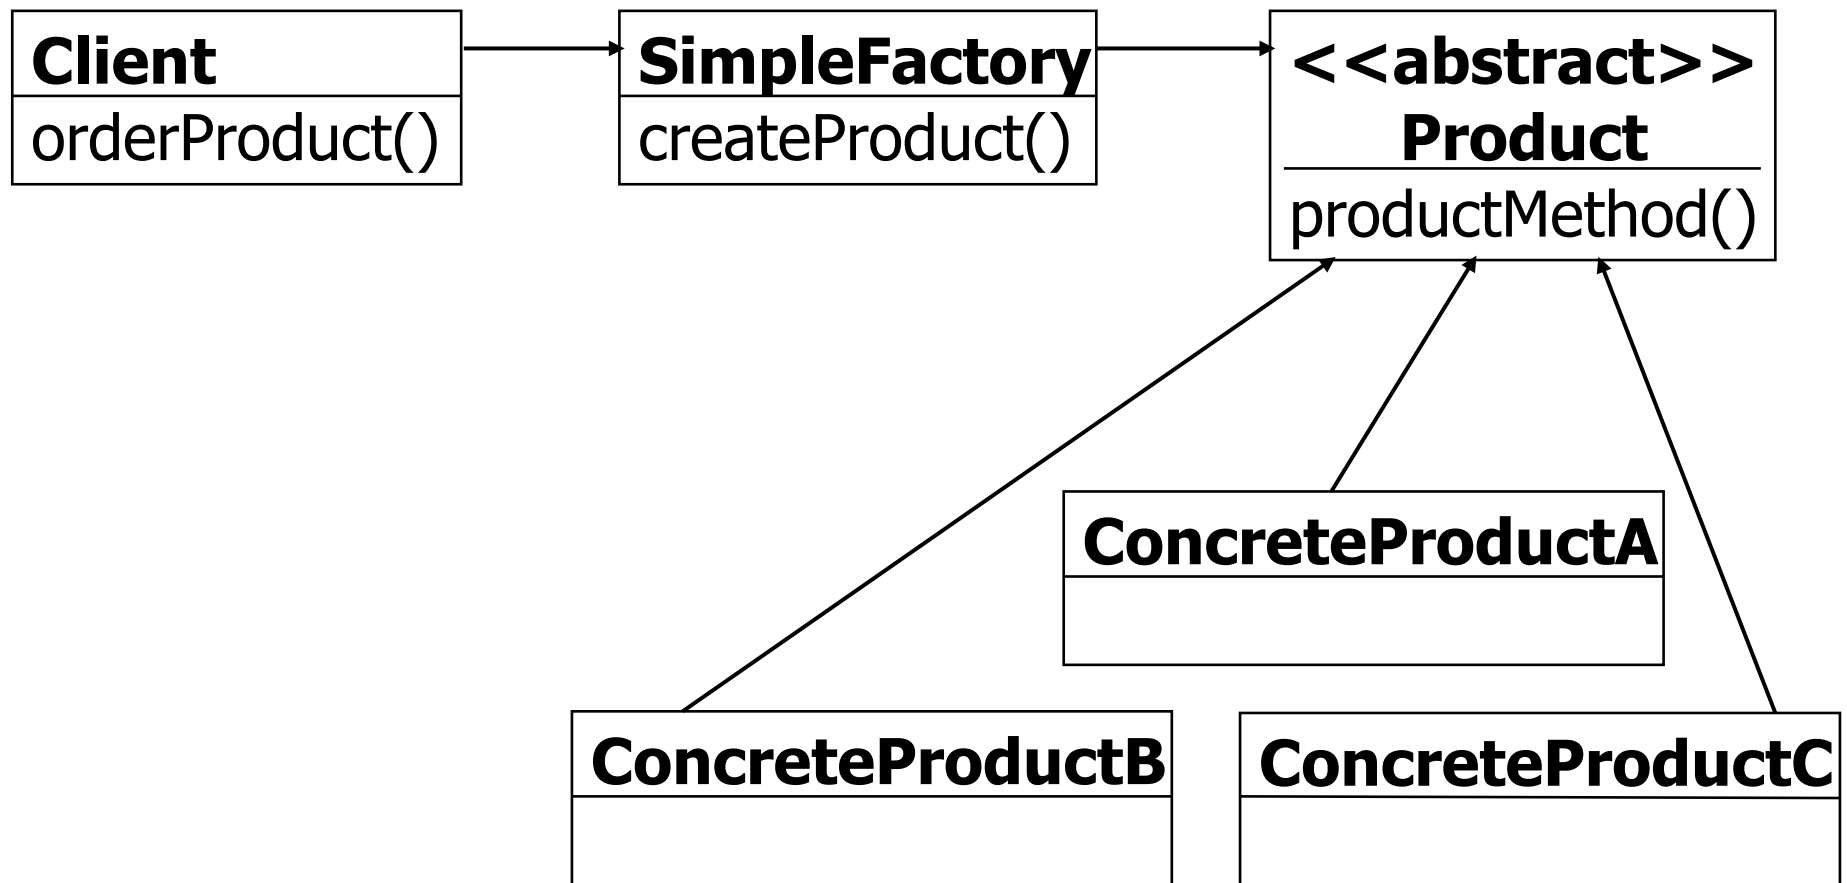 Client
orderProduct()
SimpleFactory
createProduct()
<<abstract>>
Product
productMethod()
ConcreteProductA
ConcreteProductB
ConcreteProductC